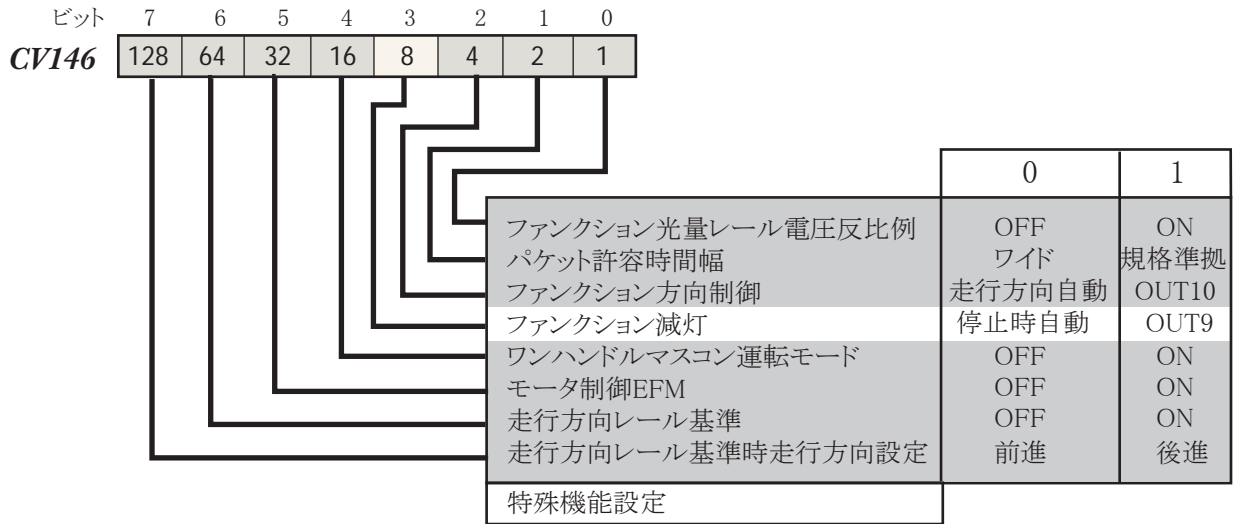 ビット 7 6 5 4 3 2 1 0
CV146 128 64 32 16 8 4 2 1
0 1
ファンクション光量レール電圧反比例 OFF ON
パケット許容時間幅 ワイド 規格準拠
ファンクション方向制御 走行方向自動 OUT10
ファンクション減灯 停止時自動 OUT9
ワンハンドルマスコン運転モード OFF ON
モータ制御EFM OFF ON
走行方向レール基準 OFF ON
走行方向レール基準時走行方向設定 前進 後進
特殊機能設定